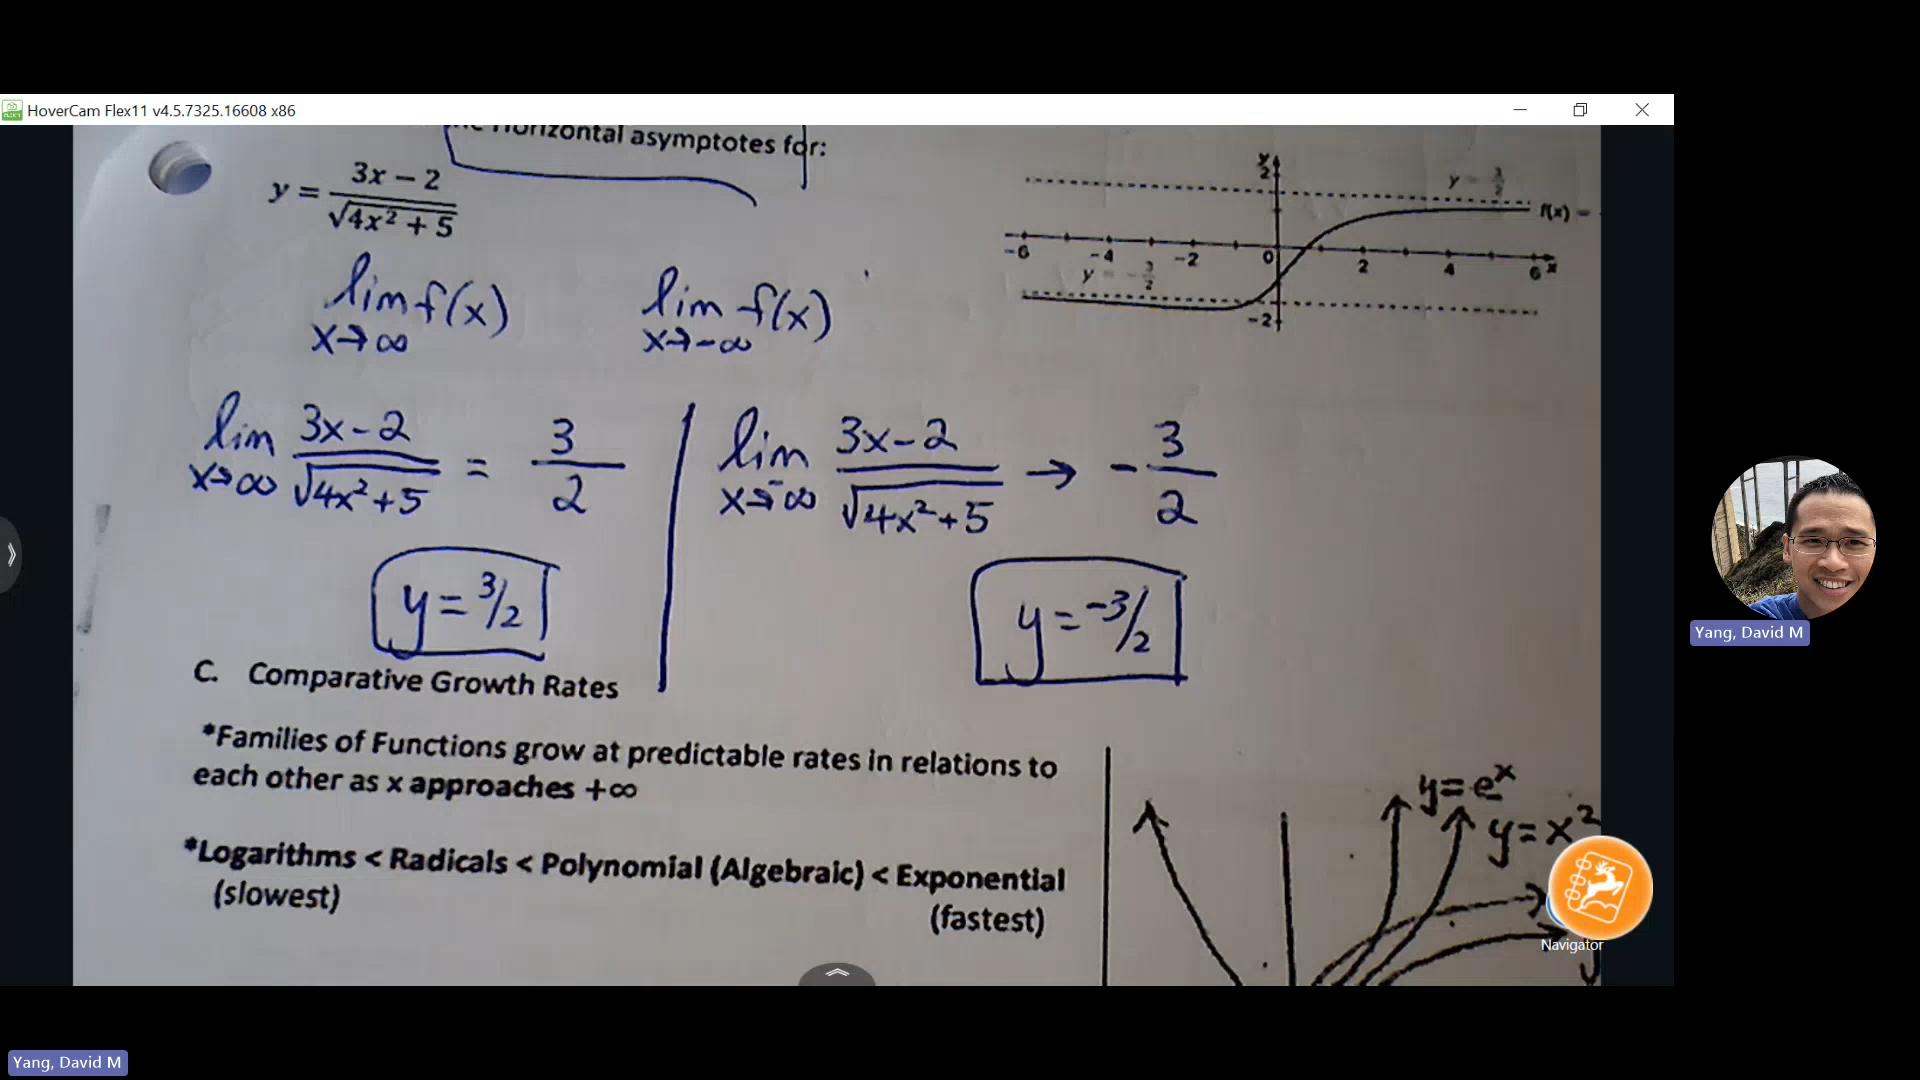 HoverCam Flex11 v4.5.7325.16608 x86
Horizontal asymptotes for:
y = (3x − 2)/√(4x² + 5)
lim f(x) x→∞ lim f(x) x→-∞
lim x→∞ (3x-2)/√(4x²+5) = 3/2
lim x→-∞ (3x-2)/√(4x²+5) → -3/2
y = 3/2
y = -3/2
y 2
y = 3/2
f(x) =
-6 -4 -2 0 2 4 6 x
y = -3/2
-2
C. Comparative Growth Rates
*Families of Functions grow at predictable rates in relations to
each other as x approaches +∞
*Logarithms < Radicals < Polynomial (Algebraic) < Exponential
(slowest) (fastest)
y=e^x
y=x²
Navigator
Yang, David M
Yang, David M